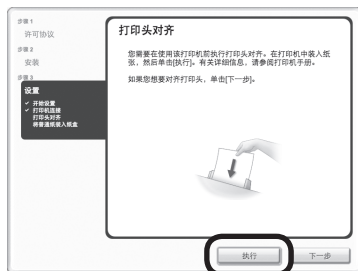 步骤 1
许可协议
步骤 2
安装
步骤 3
设置
✓ 开始设置
✓ 打印机连接
打印头对齐
将普通纸装入纸盒
打印头对齐
您需要在使用该打印机前执行打印头对齐。在打印机中装入纸
张，然后单击[执行]。有关详细信息，请参阅打印机手册。
如果您想要对齐打印头，单击[下一步]。
执行
下一步